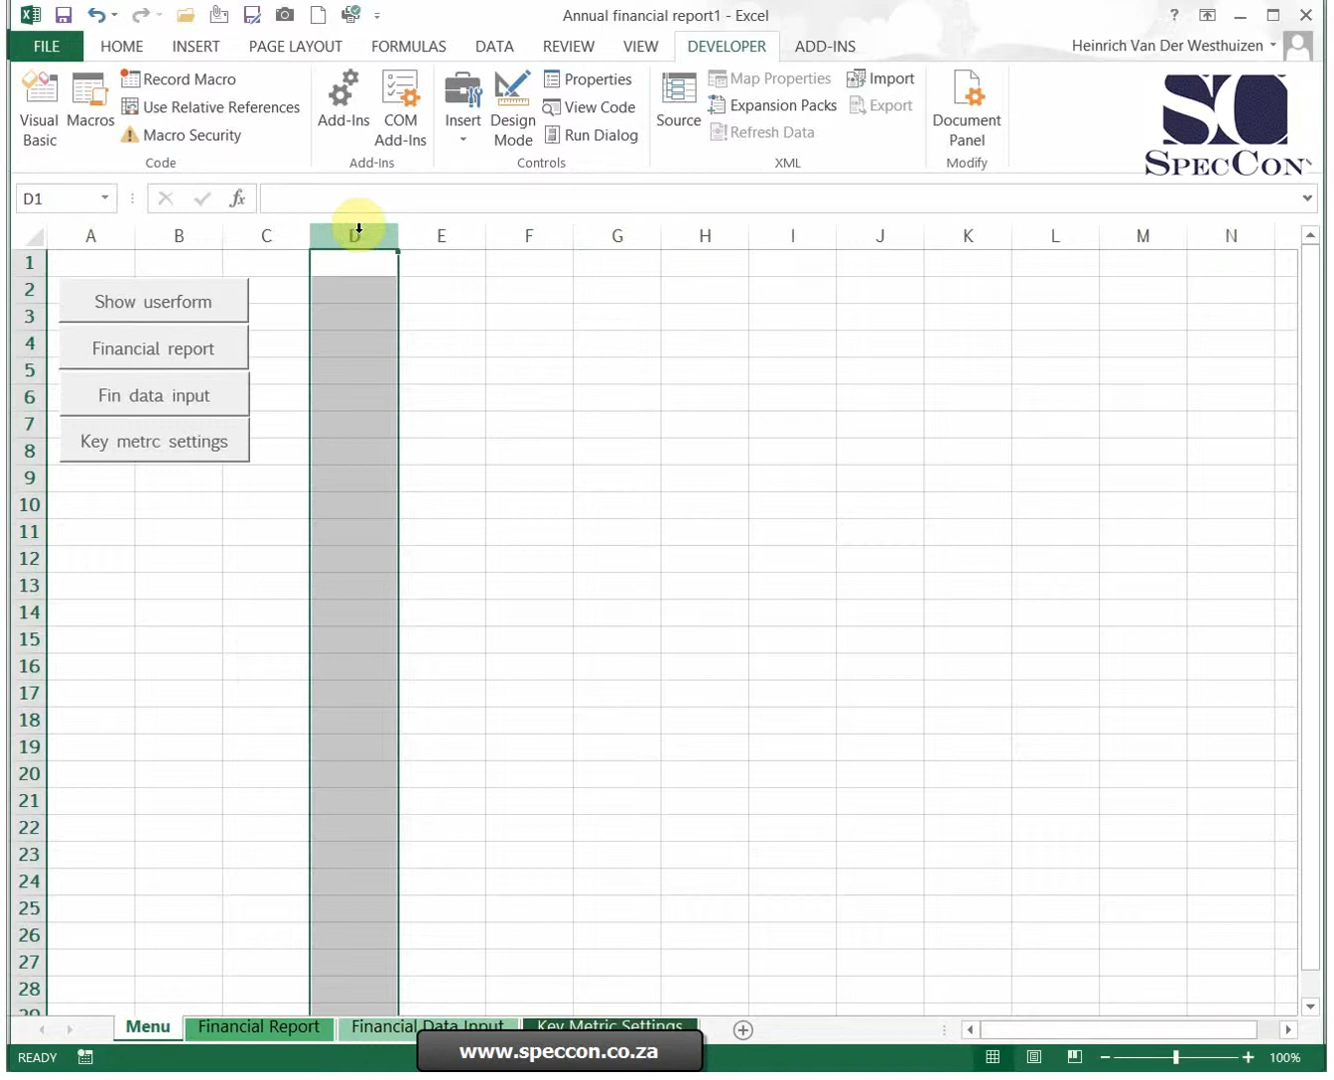 Annual financial report1 - Excel
?
FILE HOME INSERT PAGE LAYOUT FORMULAS DATA REVIEW VIEW DEVELOPER ADD-INS Heinrich Van Der Westhuizen
Visual Basic
Macros
Record Macro
Use Relative References
Macro Security
Code
Add-Ins
COM Add-Ins
Add-Ins
Insert
Design Mode
Properties
View Code
Run Dialog
Controls
Source
Map Properties
Expansion Packs
Refresh Data
Import
Export
XML
Document Panel
Modify
SC
SPECCON
D1
fx
A B C D E F G H I J K L M N
1
2
3
4
5
6
7
8
9
10
11
12
13
14
15
16
17
18
19
20
21
22
23
24
25
26
27
28
29
Show userform
Financial report
Fin data input
Key metrc settings
Menu Financial Report Financial Data Input Key Metric Settings
READY
www.speccon.co.za
100%